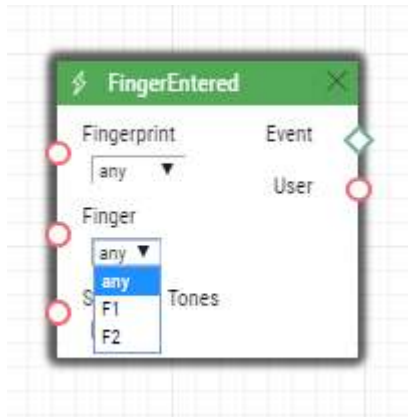 FingerEntered
Fingerprint Event
any
User
Finger
any
any
S Tones
F1
F2